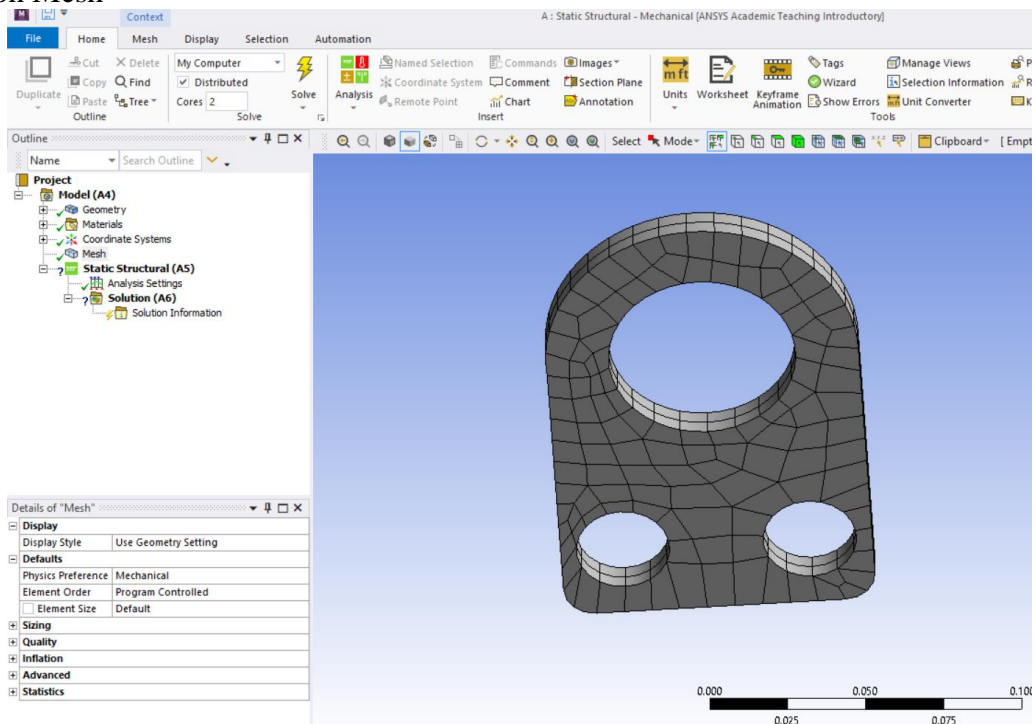 on Mesh
Context
A : Static Structural - Mechanical [ANSYS Academic Teaching Introductory]
File Home Mesh Display Selection Automation
Duplicate
Cut
Copy
Paste
Delete
Find
Tree
Outline
My Computer
Distributed
Cores 2
Solve
Solve
Analysis
Named Selection
Coordinate System
Remote Point
Commands
Comment
Chart
Images
Section Plane
Annotation
Insert
Units
Worksheet
Keyframe
Animation
Tags
Wizard
Show Errors
Manage Views
Selection Information
Unit Converter
Tools
Outline
Name Search Outline
Select Mode Clipboard [Empt
Project
Model (A4)
Geometry
Materials
Coordinate Systems
Mesh
Static Structural (A5)
Analysis Settings
Solution (A6)
Solution Information
Details of "Mesh"
Display
Display Style Use Geometry Setting
Defaults
Physics Preference Mechanical
Element Order Program Controlled
Element Size Default
Sizing
Quality
Inflation
Advanced
Statistics
0.000 0.050 0.100
0.025 0.075